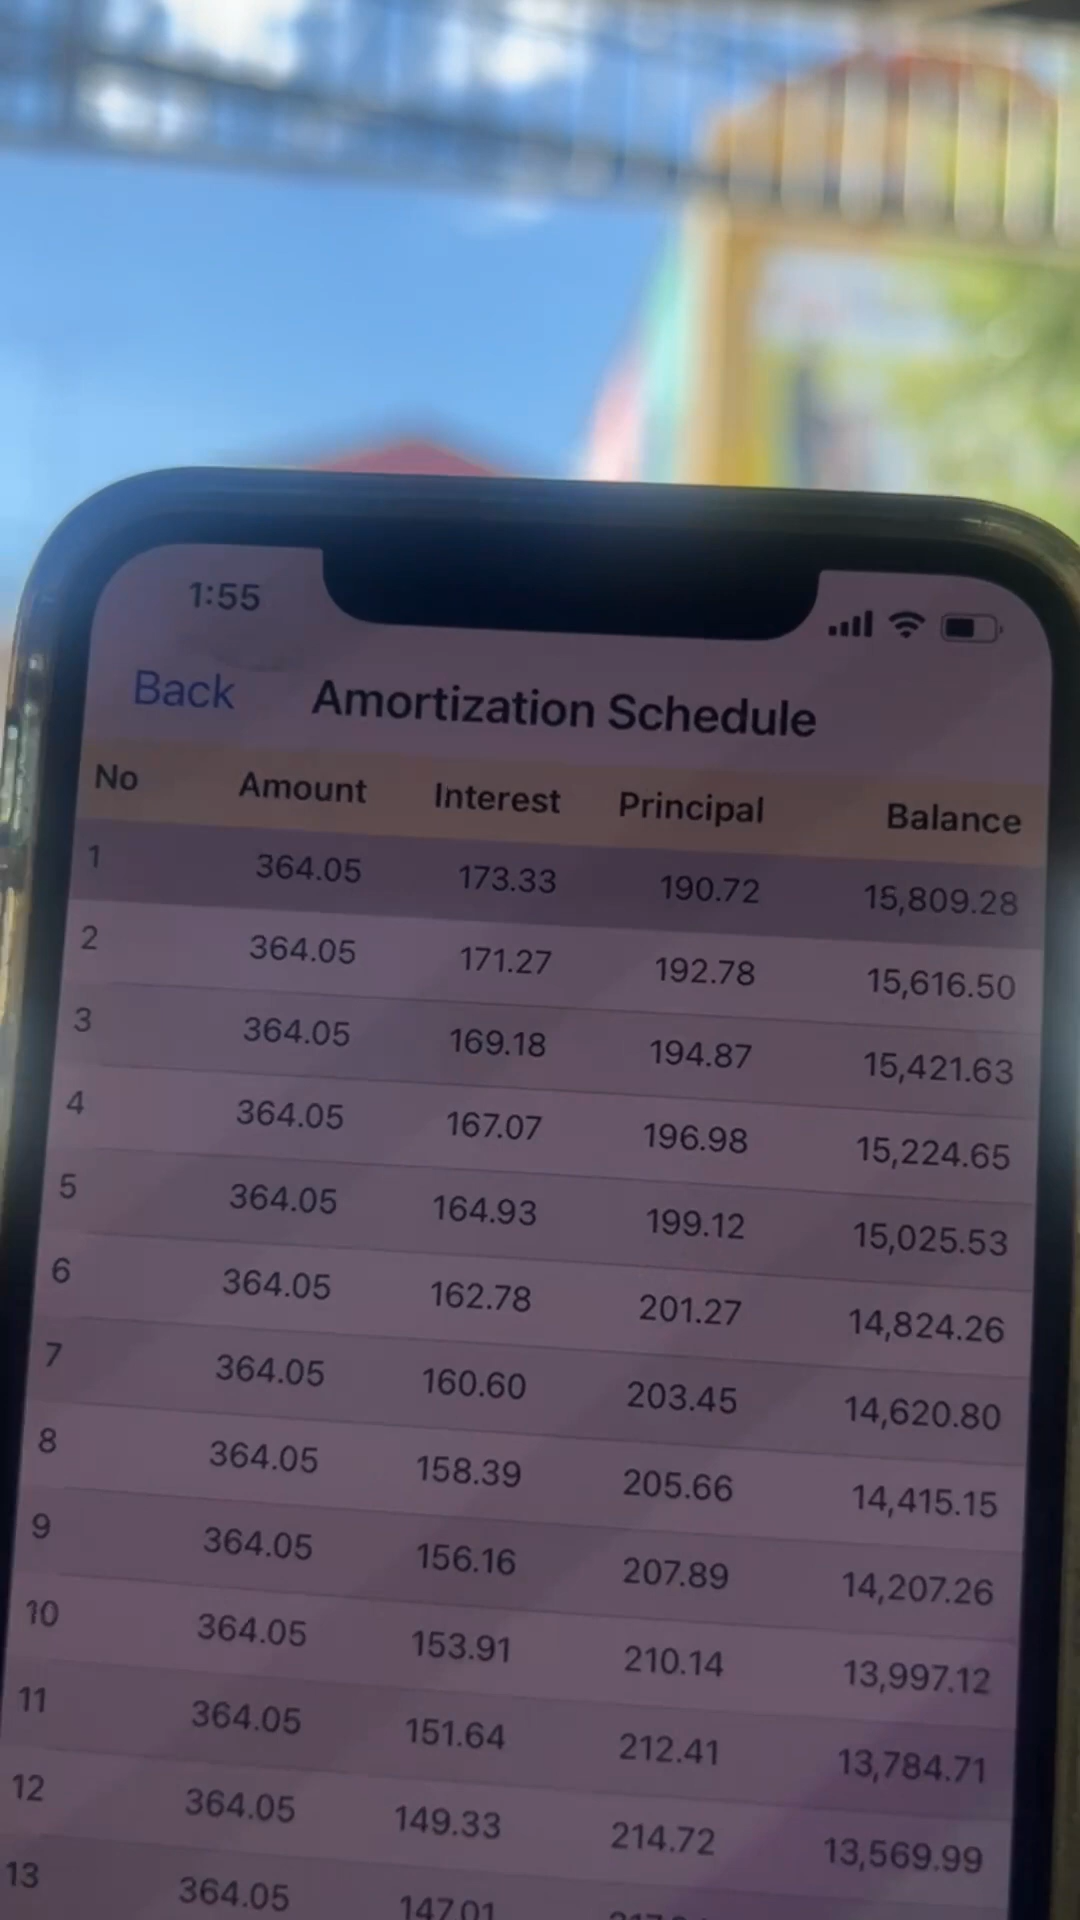 1:55
Back Amortization Schedule
No Amount Interest Principal Balance
1 364.05 173.33 190.72 15,809.28
2 364.05 171.27 192.78 15,616.50
3 364.05 169.18 194.87 15,421.63
4 364.05 167.07 196.98 15,224.65
5 364.05 164.93 199.12 15,025.53
6 364.05 162.78 201.27 14,824.26
7 364.05 160.60 203.45 14,620.80
8 364.05 158.39 205.66 14,415.15
9 364.05 156.16 207.89 14,207.26
10 364.05 153.91 210.14 13,997.12
11 364.05 151.64 212.41 13,784.71
12 364.05 149.33 214.72 13,569.99
13 364.05 147.01